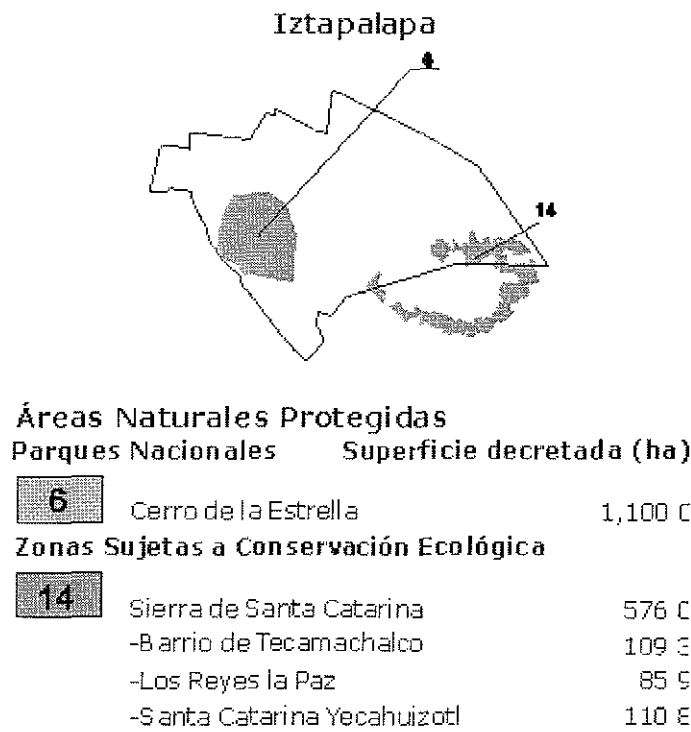 Iztapalapa
14
Áreas Naturales Protegidas
Parques Nacionales Superficie decretada (ha)
6 Cerro de la Estrella 1,100
Zonas Sujetas a Conservación Ecológica
14 Sierra de Santa Catarina 576
-Barrio de Tecamachalco 109
-Los Reyes la Paz 85
-Santa Catarina Yecahuizotl 110